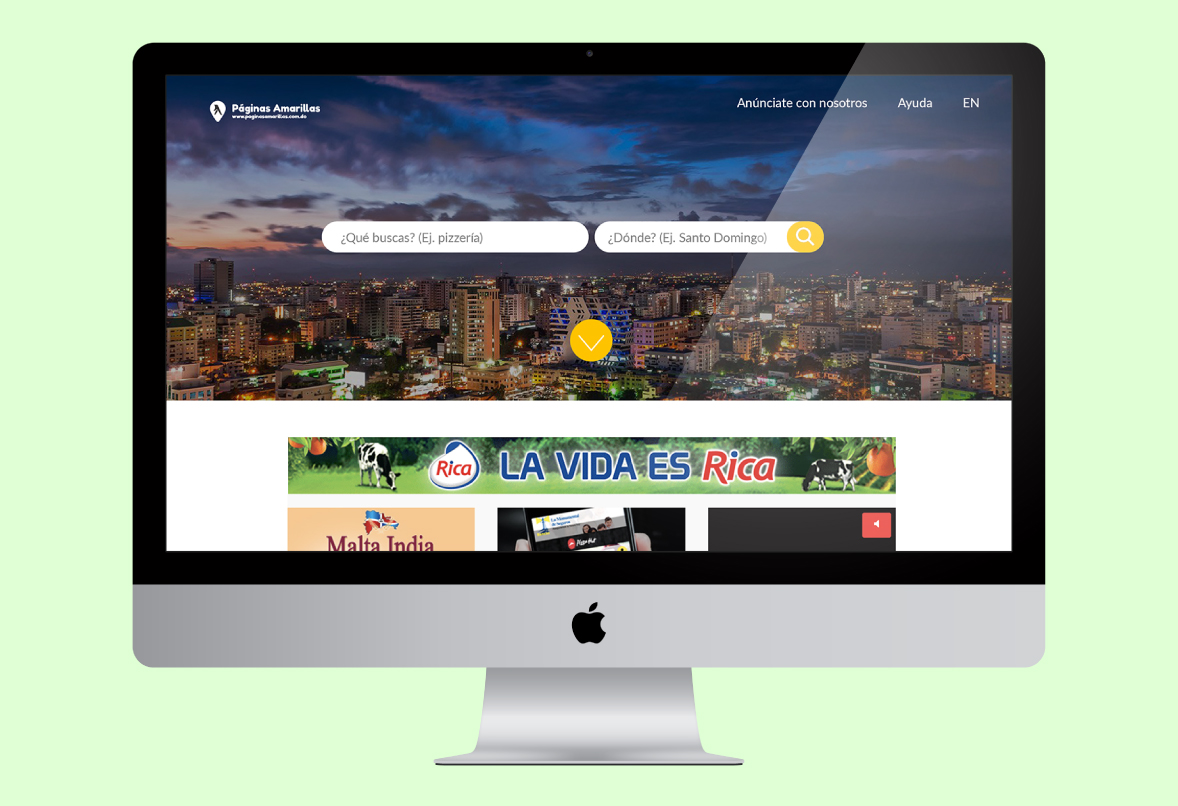 Páginas Amarillas
www.paginasamarillas.com.do
Anúnciate con nosotros
Ayuda
EN
¿Qué buscas? (Ej. pizzería)
¿Dónde? (Ej. Santo Domingo)
Rica LA VIDA ES Rica
Malta India
Pizza Hut